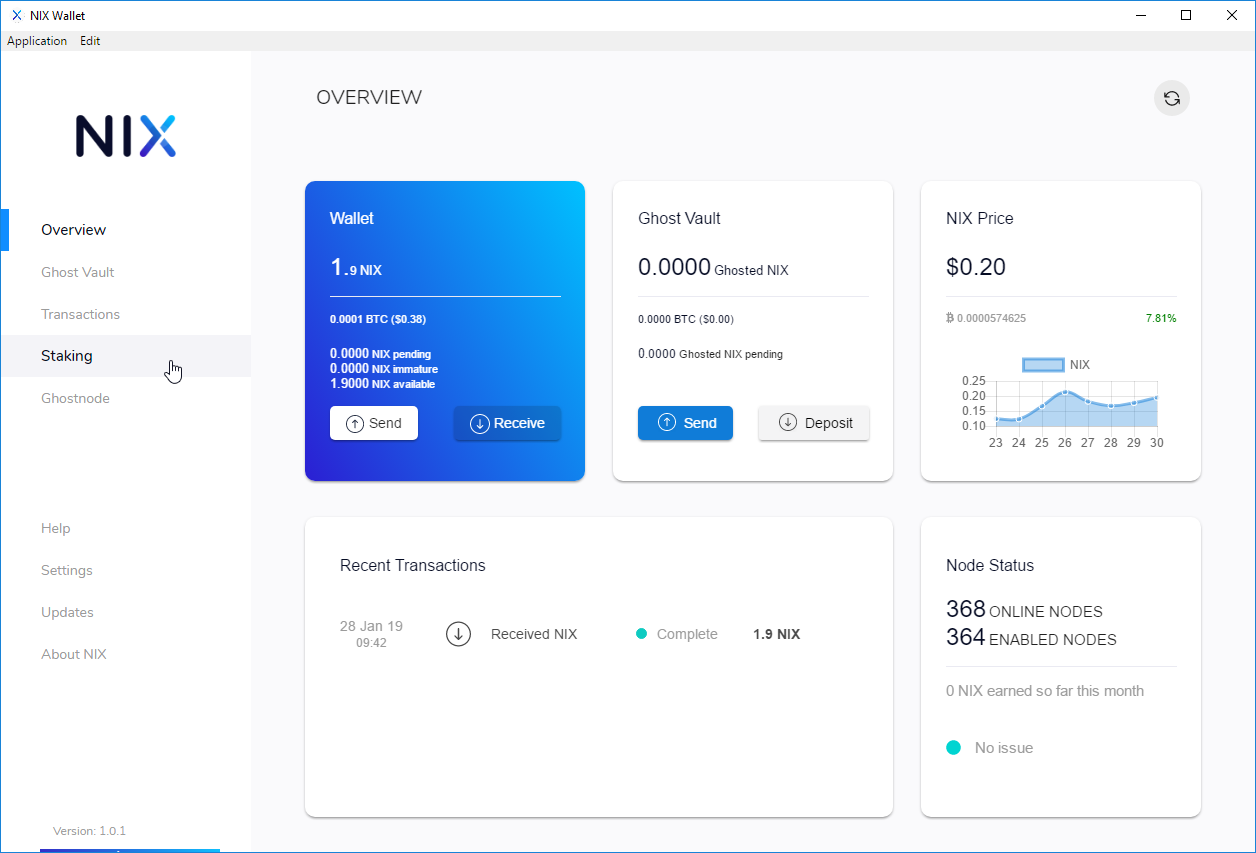 NIX Wallet
Application Edit
NIX
Overview
Ghost Vault
Transactions
Staking
Ghostnode
Help
Settings
Updates
About NIX
Version: 1.0.1
OVERVIEW
Wallet
1.9 NIX
0.0001 BTC ($0.38)
0.0000 NIX pending
0.0000 NIX immature
1.9000 NIX available
Send Receive
Ghost Vault
0.0000 Ghosted NIX
0.0000 BTC ($0.00)
0.0000 Ghosted NIX pending
Send Deposit
NIX Price
$0.20
₿ 0.0000574625 7.81%
NIX
0.25
0.20
0.15
0.10
23 24 25 26 27 28 29 30
Recent Transactions
28 Jan 19
09:42
Received NIX Complete 1.9 NIX
Node Status
368 ONLINE NODES
364 ENABLED NODES
0 NIX earned so far this month
No issue